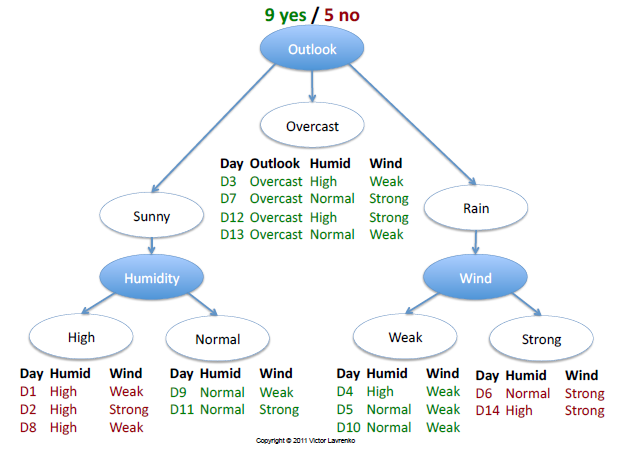 9 yes / 5 no
Outlook
Overcast
Day Outlook Humid Wind
D3 Overcast High Weak
D7 Overcast Normal Strong
D12 Overcast High Strong
D13 Overcast Normal Weak
Sunny
Rain
Humidity
Wind
High
Normal
Weak
Strong
Day Humid Wind
D1 High Weak
D2 High Strong
D8 High Weak
Day Humid Wind
D9 Normal Weak
D11 Normal Strong
Day Humid Wind
D4 High Weak
D5 Normal Weak
D10 Normal Weak
Day Humid Wind
D6 Normal Strong
D14 High Strong
Copyright © 2011 Victor Lavrenko